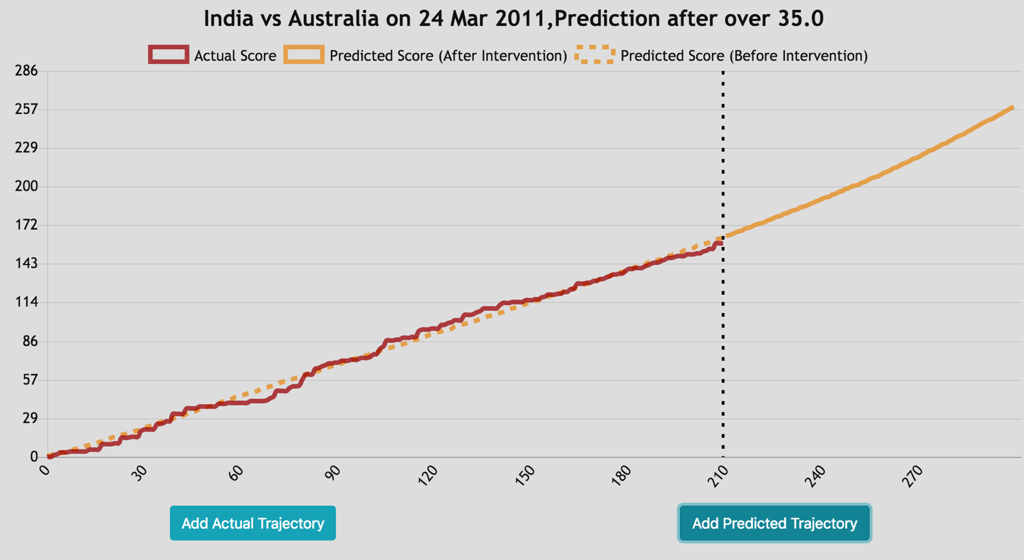 India vs Australia on 24 Mar 2011,Prediction after over 35.0
Actual Score Predicted Score (After Intervention) Predicted Score (Before Intervention)
286
257
229
200
172
143
114
86
57
29
0
0 30 60 90 120 150 180 210 240 270
Add Actual Trajectory Add Predicted Trajectory